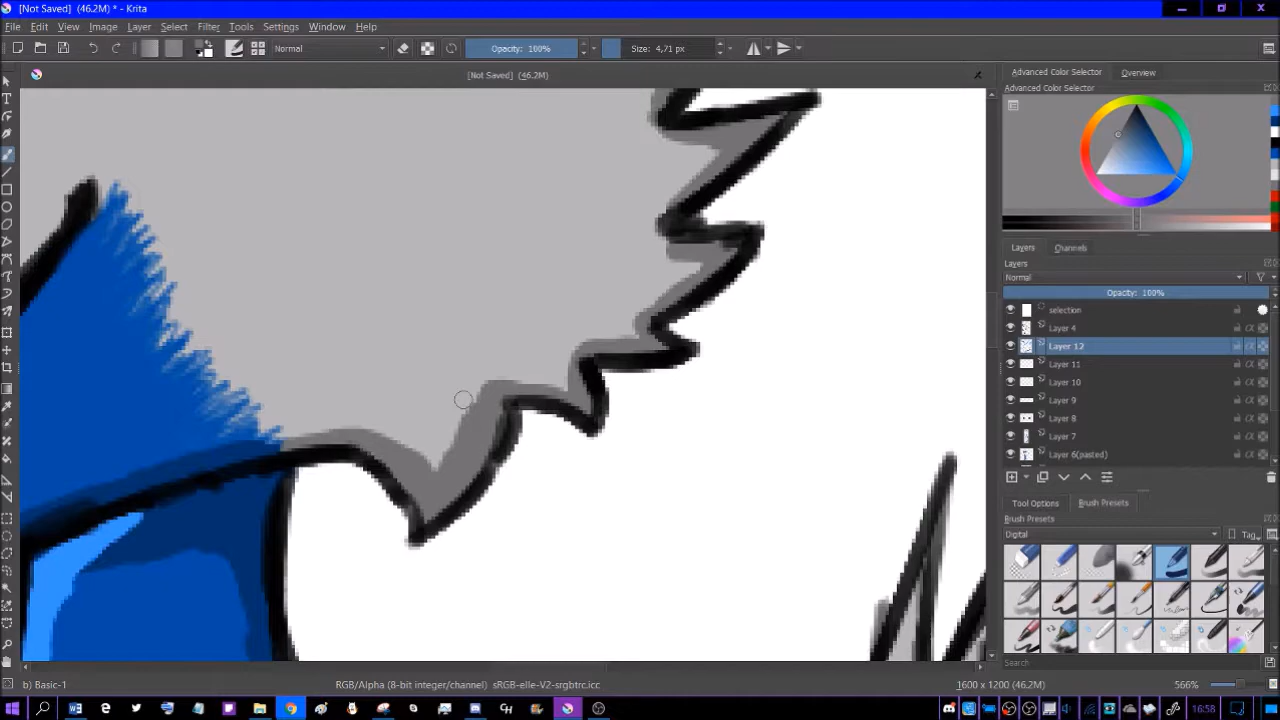 [Not Saved] (46.2M) * - Krita
File Edit View Image Layer Select Filter Tools Settings Window Help
Normal Opacity: 100% Size: 4,71 px
[Not Saved] (46.2M)
Advanced Color Selector Overview
Advanced Color Selector
Layers Channels
Layers
Normal
Opacity: 100%
selection
Layer 4
Layer 12
Layer 11
Layer 10
Layer 9
Layer 8
Layer 7
Layer 6(pasted)
Tool Options Brush Presets
Brush Presets
Digital Tag
Search
b) Basic-1 RGB/Alpha (8-bit integer/channel) sRGB-elle-V2-srgbtrc.icc 1600 x 1200 (46.2M) 566%
16:58